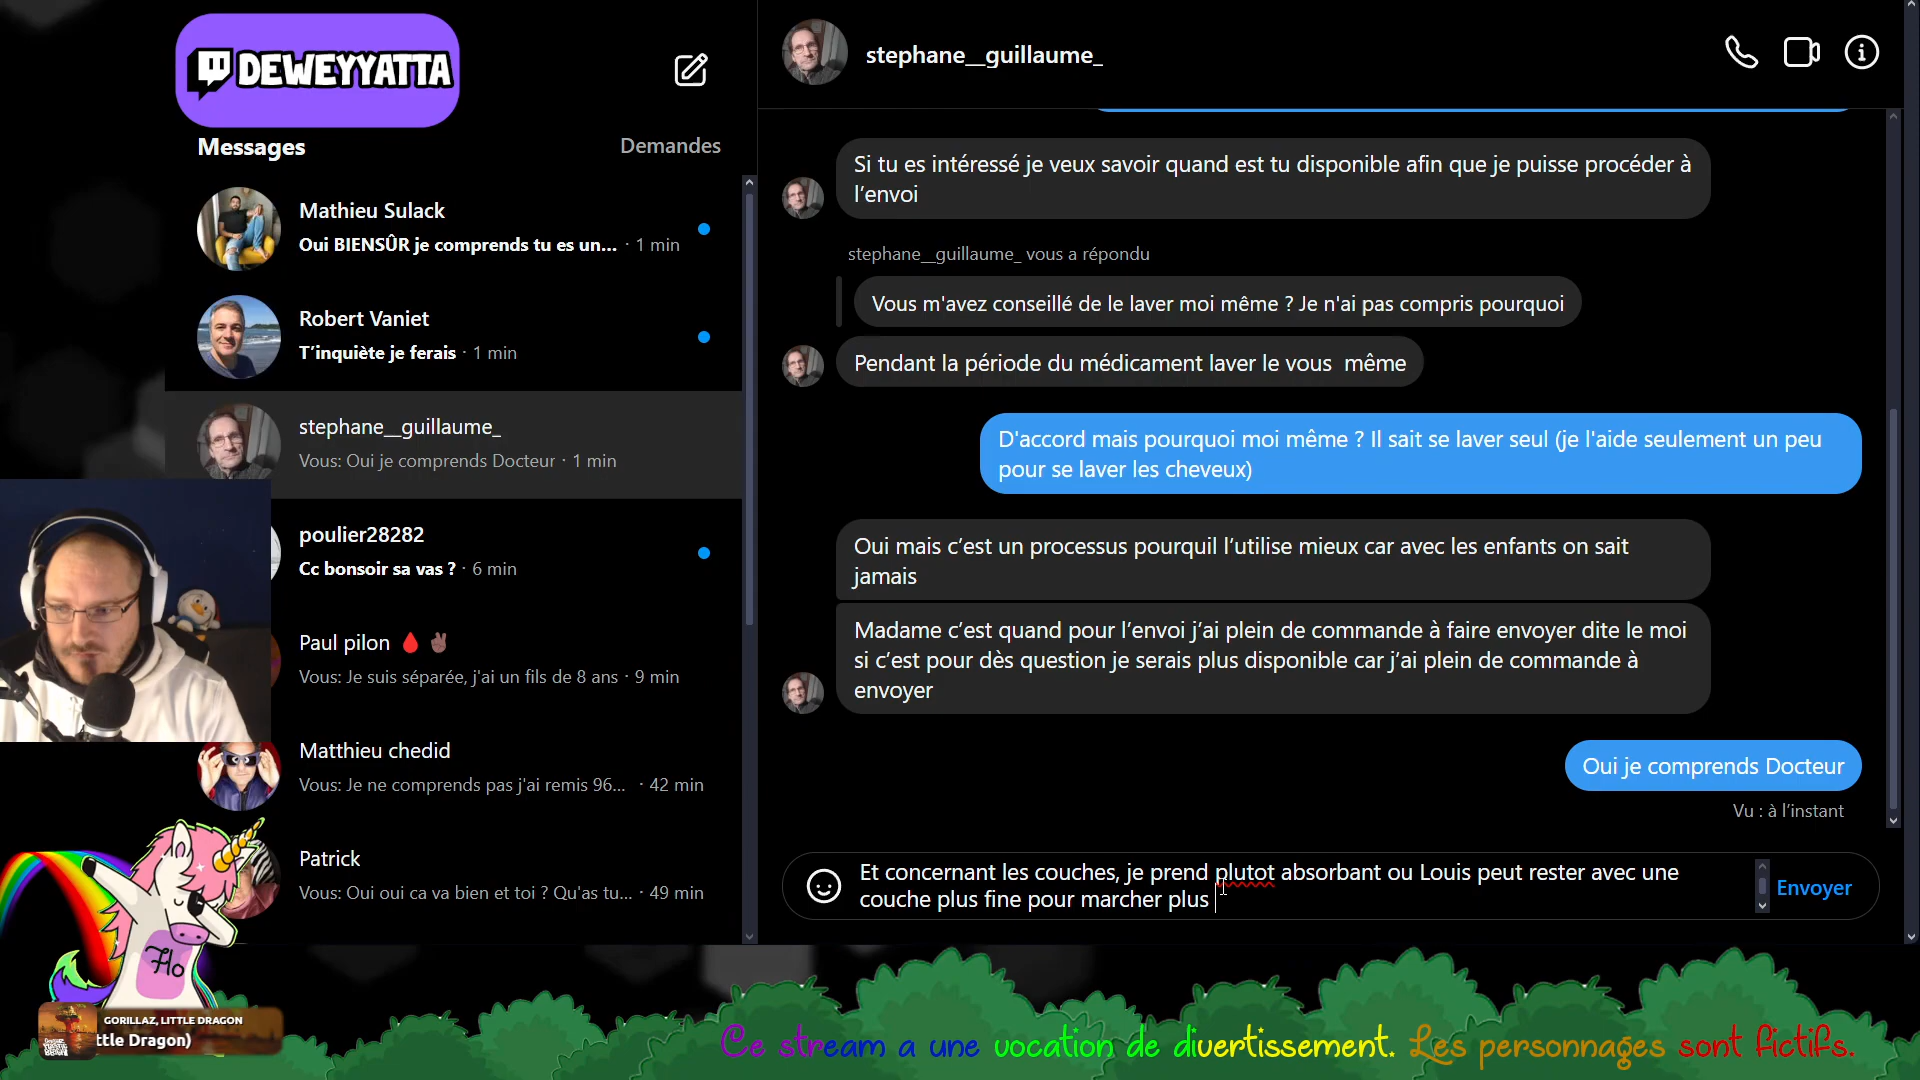 DEWEYYATTA
Messages
Demandes
Mathieu Sulack
Oui BIENSÛR je comprends tu es un... · 1 min
Robert Vaniet
T'inquiète je ferais · 1 min
stephane__guillaume_
Vous: Oui je comprends Docteur · 1 min
poulier28282
Cc bonsoir sa vas ? · 6 min
Paul pilon
Vous: Je suis séparée, j'ai un fils de 8 ans · 9 min
Matthieu chedid
Vous: Je ne comprends pas j'ai remis 96... · 42 min
Patrick
Vous: Oui oui ca va bien et toi ? Qu'as tu... · 49 min
stephane__guillaume_
Si tu es intéressé je veux savoir quand est tu disponible afin que je puisse procéder à
l'envoi
stephane__guillaume_ vous a répondu
Vous m'avez conseillé de le laver moi même ? Je n'ai pas compris pourquoi
Pendant la période du médicament laver le vous même
D'accord mais pourquoi moi même ? Il sait se laver seul (je l'aide seulement un peu
pour se laver les cheveux)
Oui mais c'est un processus pourquil l'utilise mieux car avec les enfants on sait
jamais
Madame c'est quand pour l'envoi j'ai plein de commande à faire envoyer dite le moi
si c'est pour dès question je serais plus disponible car j'ai plein de commande à
envoyer
Oui je comprends Docteur
Vu : à l'instant
Et concernant les couches, je prend plutot absorbant ou Louis peut rester avec une
couche plus fine pour marcher plus
Envoyer
Flo
GORILLAZ, LITTLE DRAGON
ttle Dragon)
Ce stream a une vocation de divertissement. Les personnages sont fictifs.